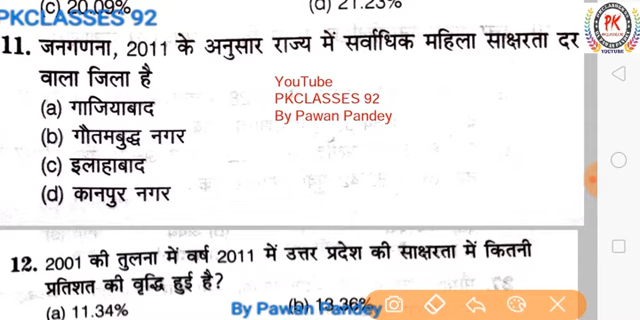 PKCLASSES 92
(c) 20.09%
(d) 21.23%
11. जनगणना, 2011 के अनुसार राज्य में सर्वाधिक महिला साक्षरता दर
वाला जिला है
(a) गाजियाबाद
(b) गौतमबुद्ध नगर
(c) इलाहाबाद
(d) कानपुर नगर
YouTube
PKCLASSES 92
By Pawan Pandey
PK
YOUTUBE
12. 2001 की तुलना में वर्ष 2011 में उत्तर प्रदेश की साक्षरता में कितनी
प्रतिशत की वृद्धि हुई है?
(a) 11.34%
(b) 13.36%
By Pawan Pandey